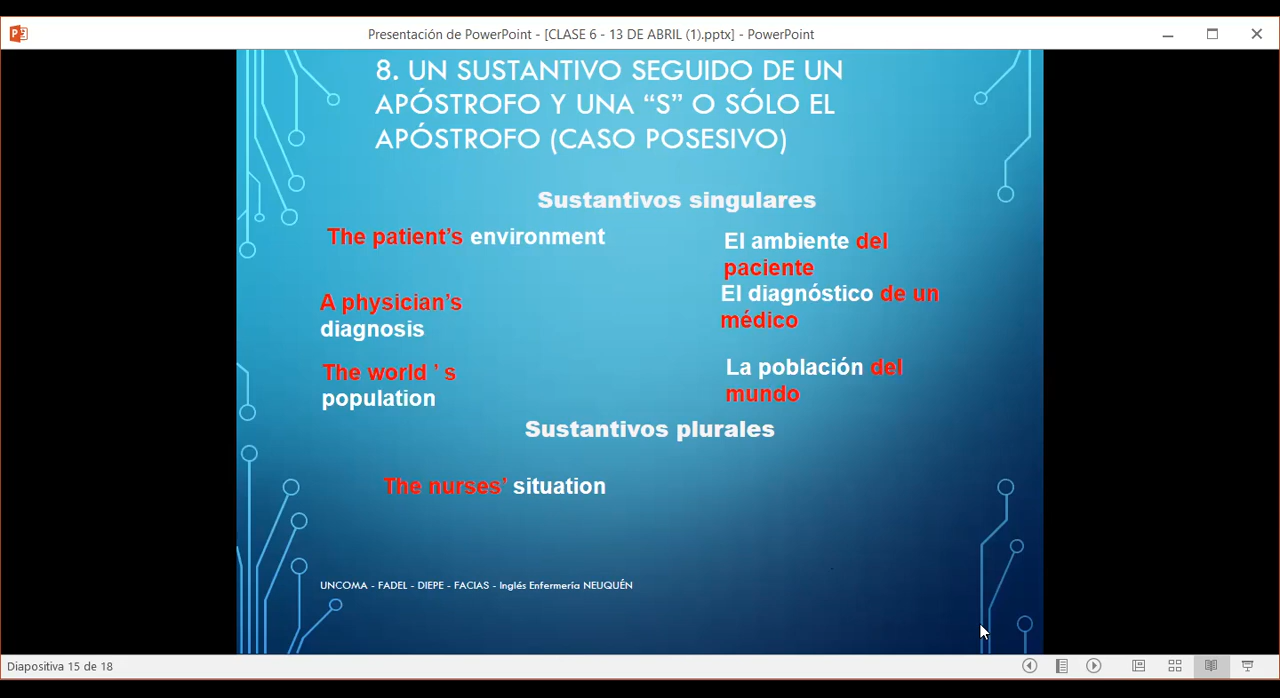 Presentación de PowerPoint - [CLASE 6 - 13 DE ABRIL (1).pptx] - PowerPoint
8. UN SUSTANTIVO SEGUIDO DE UN
APÓSTROFO Y UNA “S” O SÓLO EL
APÓSTROFO (CASO POSESIVO)
Sustantivos singulares
The patient’s environment
El ambiente del
paciente
A physician’s
diagnosis
El diagnóstico de un
médico
The world ’ s
population
La población del
mundo
Sustantivos plurales
The nurses’ situation
UNCOMA - FADEL - DIEPE - FACIAS - Inglés Enfermería NEUQUÉN
Diapositiva 15 de 18